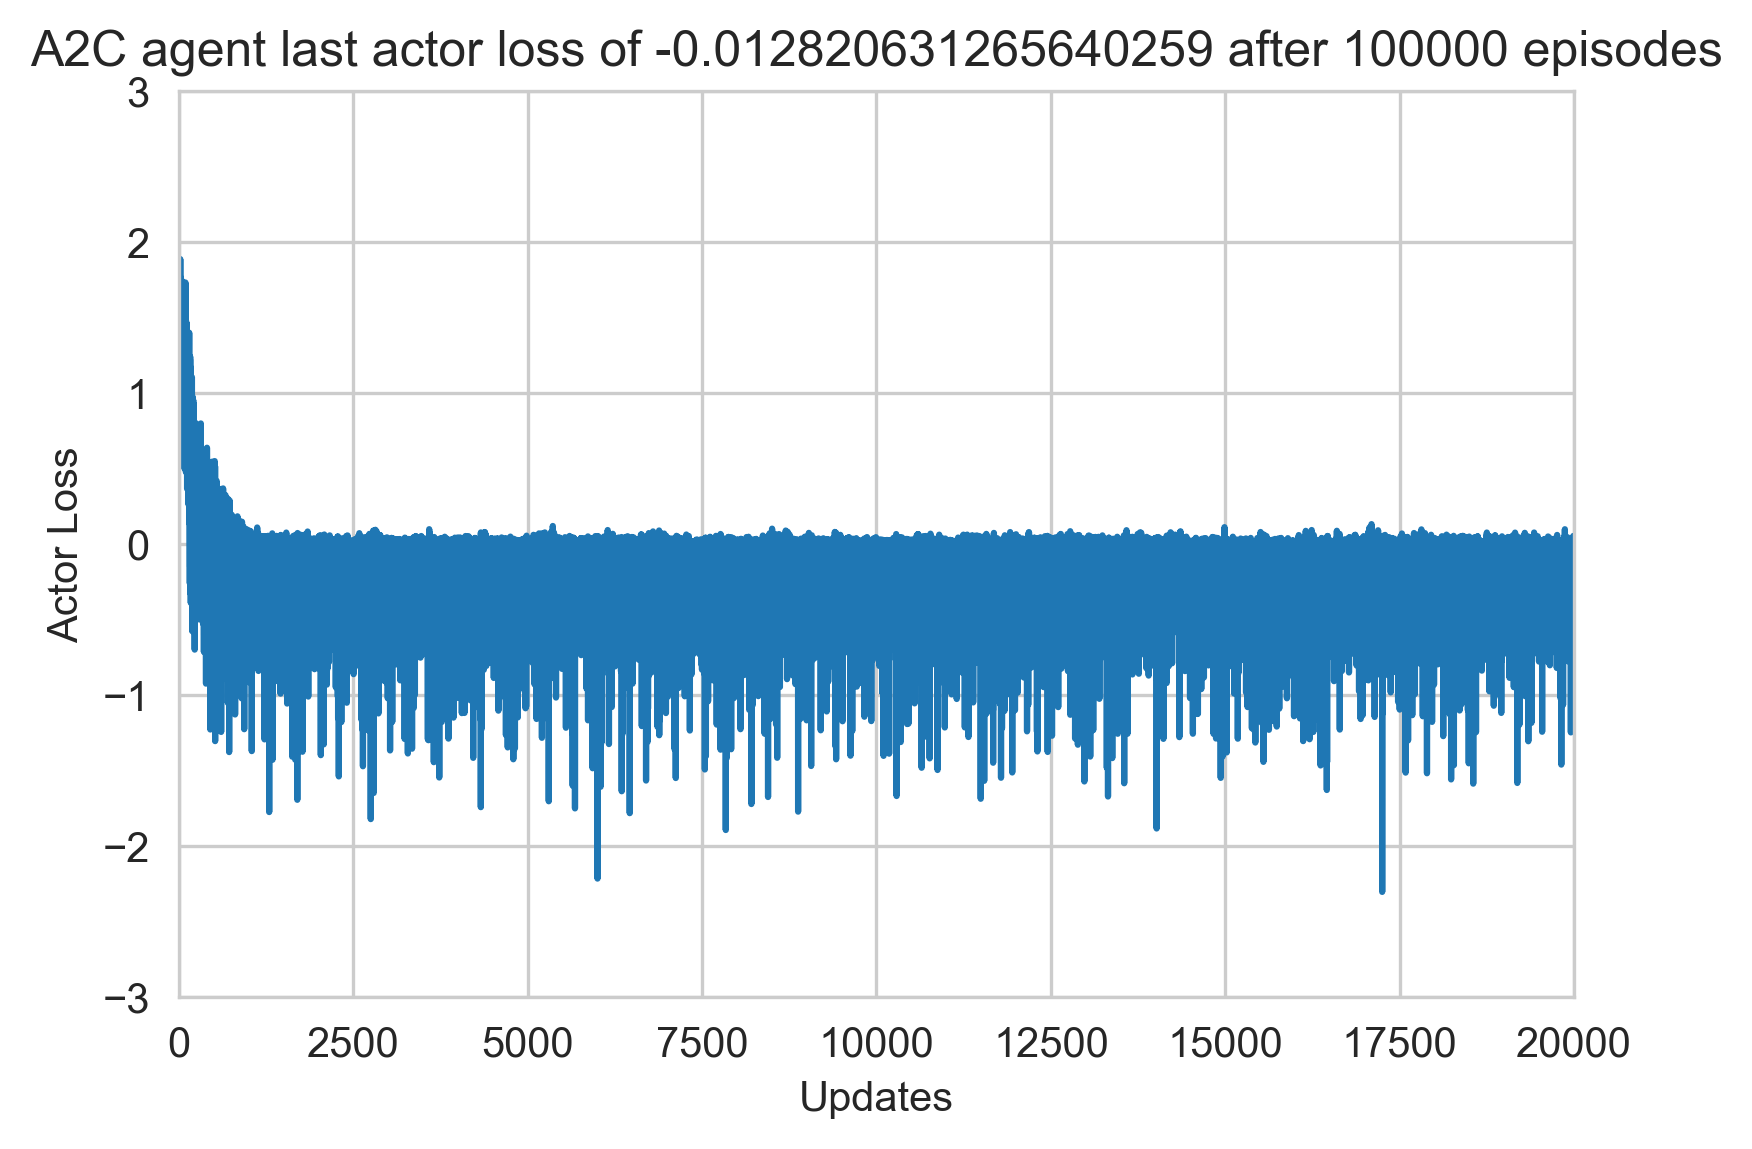 A2C agent last actor loss of -0.012820631265640259 after 100000 episodes
3
2
1
0
−1
−2
−3
Actor Loss
0 2500 5000 7500 10000 12500 15000 17500 20000
Updates